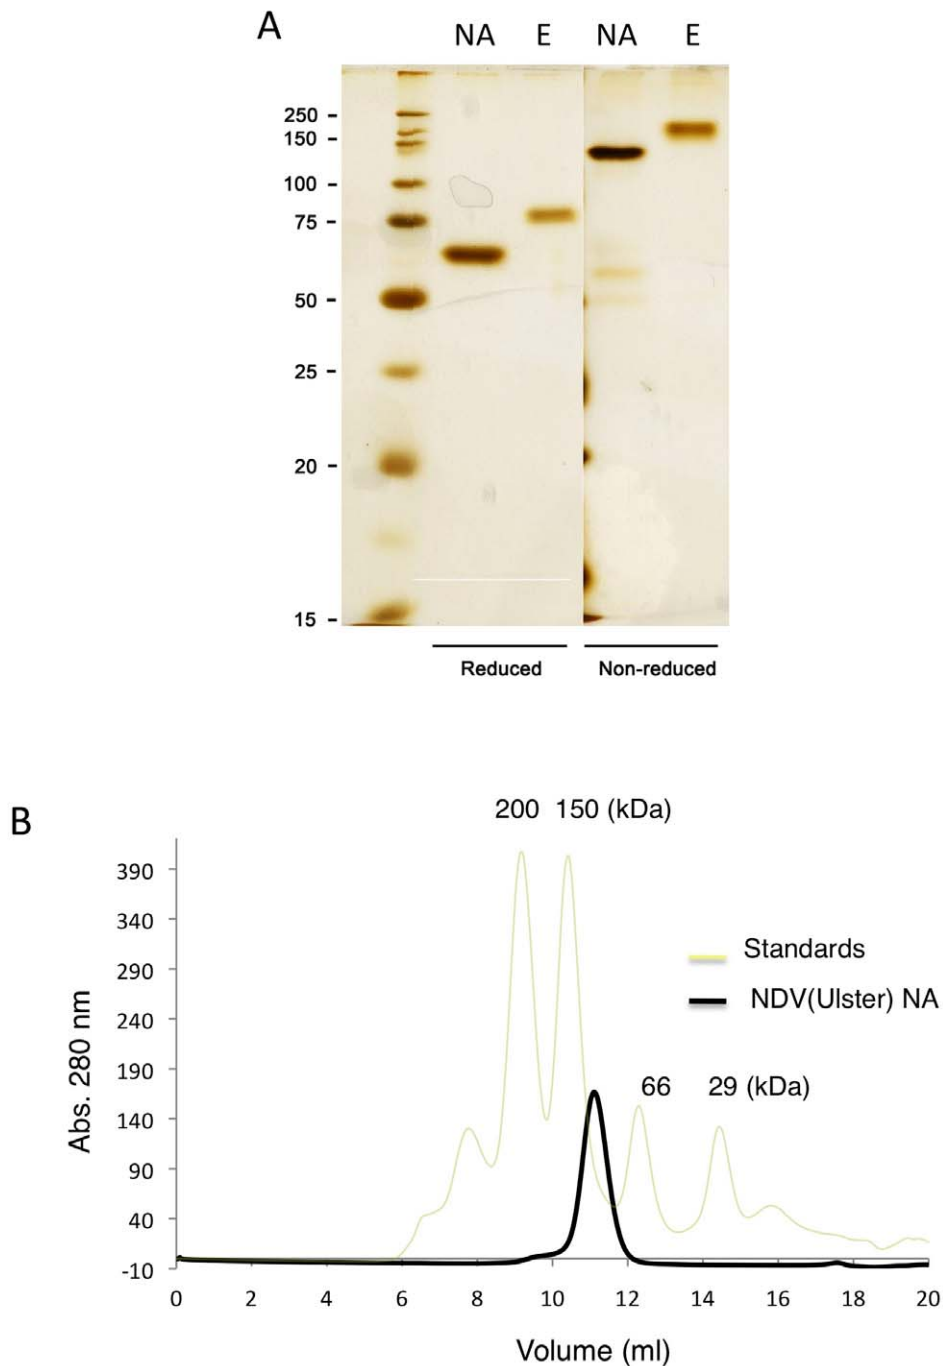 A
NA E NA E
250 -
150 -
100 -
75 -
50 -
25 -
20 -
15 -
Reduced Non-reduced
B
200 150 (kDa)
390
340
290
240
190
140
90
40
-10
Abs. 280 nm
Standards
NDV(Ulster) NA
66 29 (kDa)
0 2 4 6 8 10 12 14 16 18 20
Volume (ml)